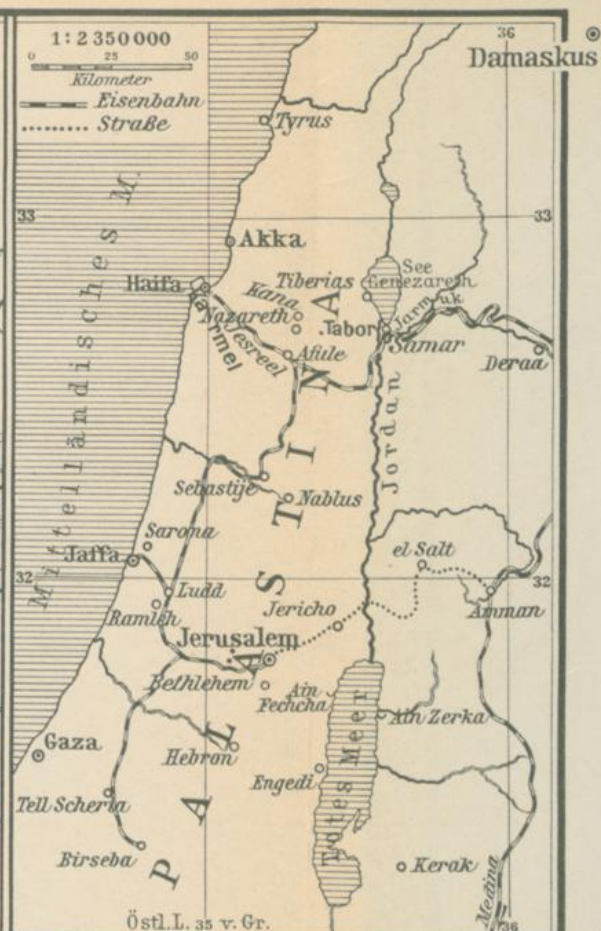 1:2350000
0 25 50
Kilometer
Eisenbahn
Straße
36
Damaskus
Tyrus
33
33
Akka
Haifa
Karmel
Kana
Nazareth
Jesreel
Afule
Tiberias
See
Genezareth
Tabor
Jarmuk
Samar
Deraa
Mittelländisches M.
PALÄSTINA
Jordan
Sebastije
Nablus
Sarona
Jaffa
32
32
Ludd
Ramleh
el Salt
Amman
Jericho
Jerusalem
Bethlehem
Ain
Fechcha
Ain Zerka
Totes Meer
Gaza
Hebron
Engedi
Tell Scheria
Birseba
Kerak
Medina
Östl.L. 35 v. Gr.
36